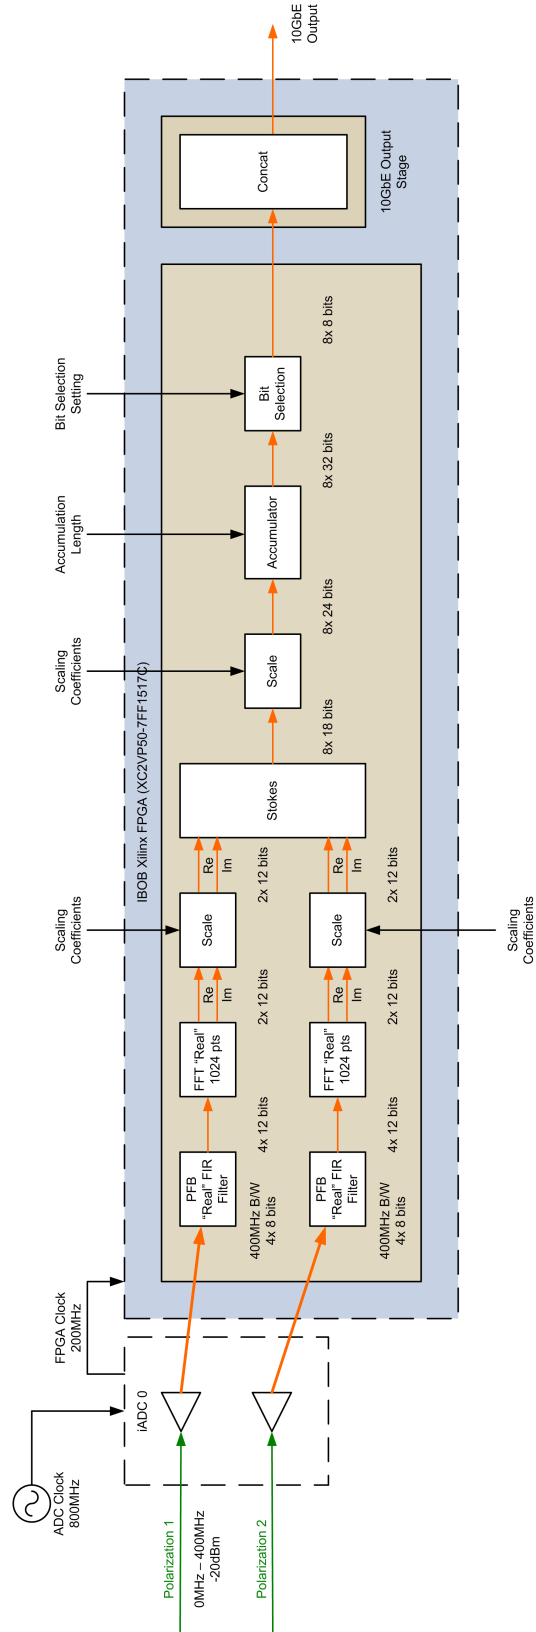 ADC Clock
800MHz
Polarization 1
0MHz – 400MHz
-20dBm
Polarization 2
iADC 0
FPGA Clock
200MHz
IBOB Xilinx FPGA (XC2VP50-7FF1517C)
PFB
“Real” FIR
Filter
400MHz B/W
4x 8 bits
4x 12 bits
FFT “Real”
1024 pts
Re
Im
2x 12 bits
Scaling
Coefficients
Scale
Re
Im
2x 12 bits
PFB
“Real” FIR
Filter
400MHz B/W
4x 8 bits
4x 12 bits
FFT “Real”
1024 pts
Re
Im
2x 12 bits
Scale
Scaling
Coefficients
Re
Im
2x 12 bits
Stokes
8x 18 bits
Scaling
Coefficients
Scale
8x 24 bits
Accumulation
Length
Accumulator
8x 32 bits
Bit Selection
Setting
Bit
Selection
8x 8 bits
Concat
10GbE Output
Stage
10GbE
Output